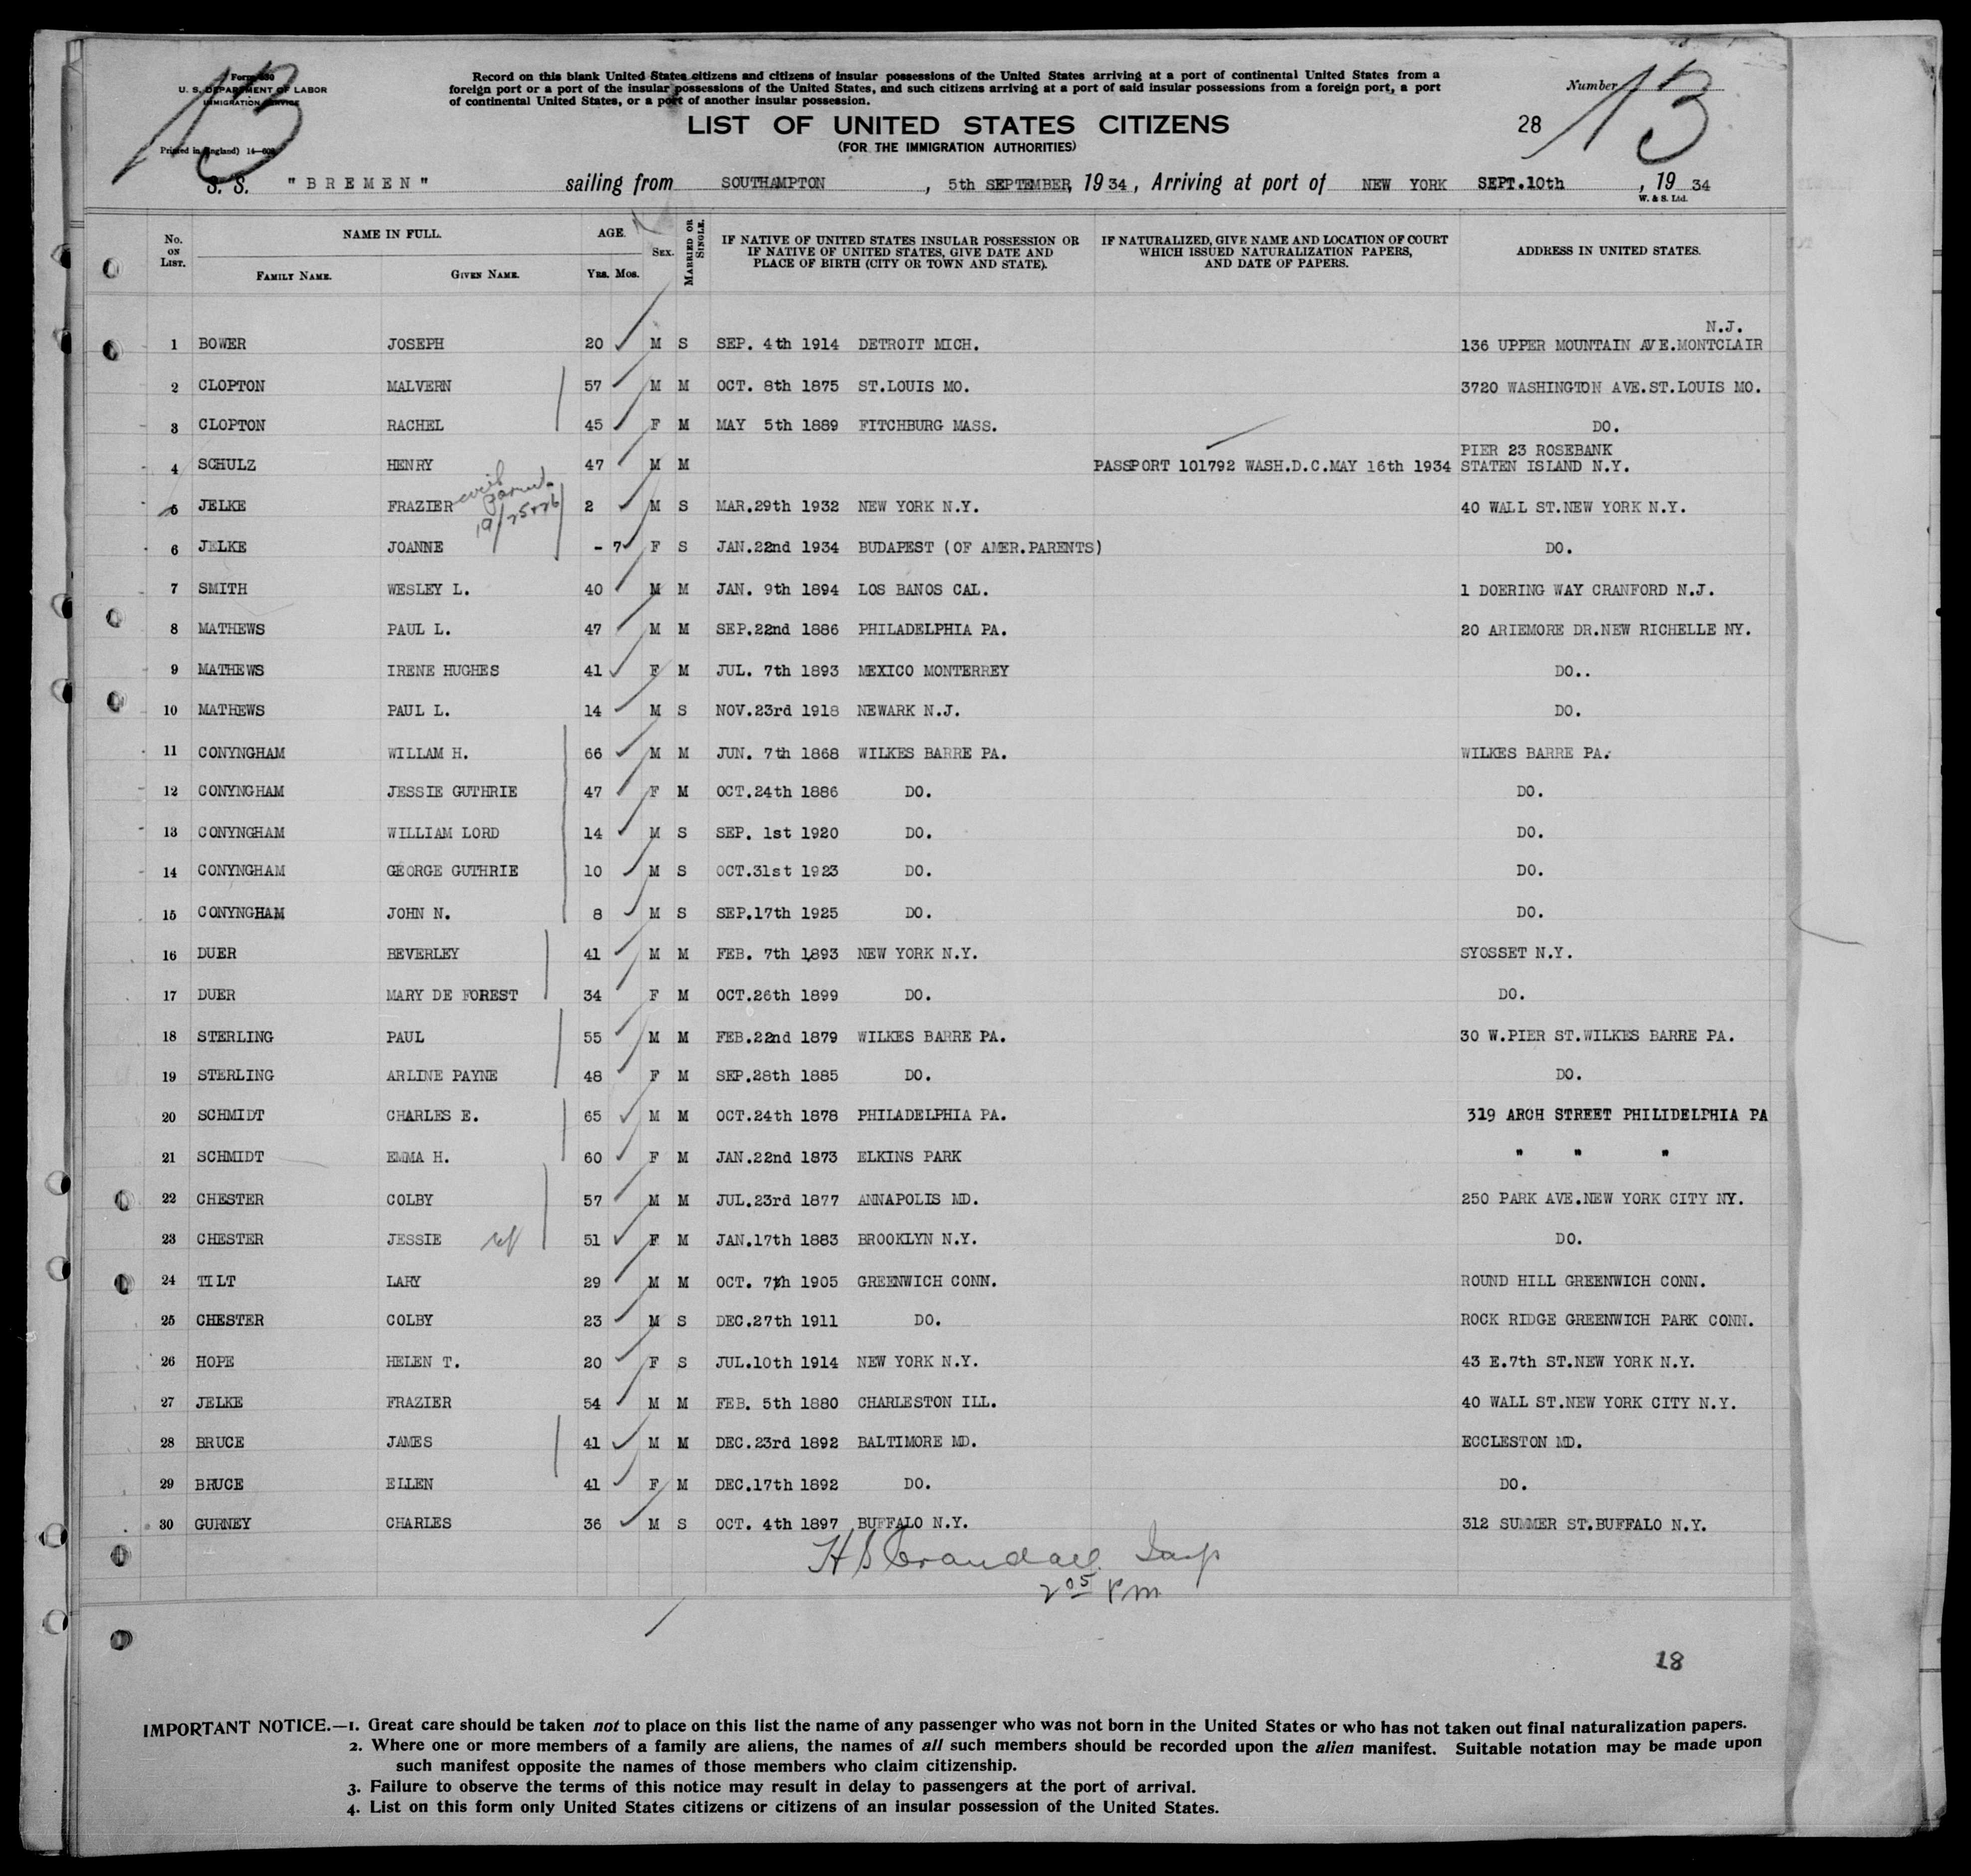 Form 630
U. S. DEPARTMENT OF LABOR
IMMIGRATION SERVICE
Printed in England) 14—
13
Record on this blank United States citizens and citizens of insular possessions of the United States arriving at a port of continental United States from a
foreign port or a port of the insular possessions of the United States, and such citizens arriving at a port of said insular possessions from a foreign port, a port
of continental United States, or a port of another insular possession.
Number 13
LIST OF UNITED STATES CITIZENS
28
(FOR THE IMMIGRATION AUTHORITIES)
S. S. "BREMEN" sailing from SOUTHAMPTON, 5th SEPTEMBER, 1934, Arriving at port of NEW YORK SEPT.10th, 1934
W. & S. Ltd.
No. ON LIST. NAME IN FULL. FAMILY NAME. GIVEN NAME. AGE. YRS. MOS. SEX. MARRIED OR SINGLE. IF NATIVE OF UNITED STATES INSULAR POSSESSION OR IF NATIVE OF UNITED STATES, GIVE DATE AND PLACE OF BIRTH (CITY OR TOWN AND STATE). IF NATURALIZED, GIVE NAME AND LOCATION OF COURT WHICH ISSUED NATURALIZATION PAPERS, AND DATE OF PAPERS. ADDRESS IN UNITED STATES.
N.J.
1 BOWER JOSEPH 20 M S SEP. 4th 1914 DETROIT MICH. 136 UPPER MOUNTAIN AVE.MONTCLAIR
2 CLOPTON MALVERN 57 M M OCT. 8th 1875 ST.LOUIS MO. 3720 WASHINGTON AVE.ST.LOUIS MO.
3 CLOPTON RACHEL 45 F M MAY 5th 1889 FITCHBURG MASS. DO.
PIER 23 ROSEBANK
4 SCHULZ HENRY 47 M M PASSPORT 101792 WASH.D.C.MAY 16th 1934 STATEN ISLAND N.Y.
5 JELKE FRAZIER 2 M S MAR.29th 1932 NEW YORK N.Y. 40 WALL ST.NEW YORK N.Y.
6 JELKE JOANNE - 7 F S JAN.22nd 1934 BUDAPEST (OF AMER.PARENTS) DO.
7 SMITH WESLEY L. 40 M M JAN. 9th 1894 LOS BANOS CAL. 1 DOERING WAY CRANFORD N.J.
8 MATHEWS PAUL L. 47 M M SEP.22nd 1886 PHILADELPHIA PA. 20 ARIEMORE DR.NEW RICHELLE NY.
9 MATHEWS IRENE HUGHES 41 F M JUL. 7th 1893 MEXICO MONTERREY DO..
10 MATHEWS PAUL L. 14 M S NOV.23rd 1918 NEWARK N.J. DO.
11 CONYNGHAM WILLAM H. 66 M M JUN. 7th 1868 WILKES BARRE PA. WILKES BARRE PA.
12 CONYNGHAM JESSIE GUTHRIE 47 F M OCT.24th 1886 DO. DO.
13 CONYNGHAM WILLIAM LORD 14 M S SEP. 1st 1920 DO. DO.
14 CONYNGHAM GEORGE GUTHRIE 10 M S OCT.31st 1923 DO. DO.
15 CONYNGHAM JOHN N. 8 M S SEP.17th 1925 DO. DO.
16 DUER BEVERLEY 41 M M FEB. 7th 1893 NEW YORK N.Y. SYOSSET N.Y.
17 DUER MARY DE FOREST 34 F M OCT.26th 1899 DO. DO.
18 STERLING PAUL 55 M M FEB.22nd 1879 WILKES BARRE PA. 30 W.PIER ST.WILKES BARRE PA.
19 STERLING ARLINE PAYNE 48 F M SEP.28th 1885 DO. DO.
20 SCHMIDT CHARLES E. 65 M M OCT.24th 1878 PHILADELPHIA PA. 319 ARCH STREET PHILIDELPHIA PA
21 SCHMIDT EMMA H. 60 F M JAN.22nd 1873 ELKINS PARK " " "
22 CHESTER COLBY 57 M M JUL.23rd 1877 ANNAPOLIS MD. 250 PARK AVE.NEW YORK CITY NY.
23 CHESTER JESSIE 51 F M JAN.17th 1883 BROOKLYN N.Y. DO.
24 TILT LARY 29 M M OCT. 7th 1905 GREENWICH CONN. ROUND HILL GREENWICH CONN.
25 CHESTER COLBY 23 M S DEC.27th 1911 DO. ROCK RIDGE GREENWICH PARK CONN.
26 HOPE HELEN T. 20 F S JUL.10th 1914 NEW YORK N.Y. 43 E.7th ST.NEW YORK N.Y.
27 JELKE FRAZIER 54 M M FEB. 5th 1880 CHARLESTON ILL. 40 WALL ST.NEW YORK CITY N.Y.
28 BRUCE JAMES 41 M M DEC.23rd 1892 BALTIMORE MD. ECCLESTON MD.
29 BRUCE ELLEN 41 F M DEC.17th 1892 DO. DO.
30 GURNEY CHARLES 36 M S OCT. 4th 1897 BUFFALO N.Y. 312 SUMMER ST.BUFFALO N.Y.
H S Crandall Insp
2 05 PM
18
IMPORTANT NOTICE.—1. Great care should be taken not to place on this list the name of any passenger who was not born in the United States or who has not taken out final naturalization papers.
2. Where one or more members of a family are aliens, the names of all such members should be recorded upon the alien manifest. Suitable notation may be made upon
such manifest opposite the names of those members who claim citizenship.
3. Failure to observe the terms of this notice may result in delay to passengers at the port of arrival.
4. List on this form only United States citizens or citizens of an insular possession of the United States.